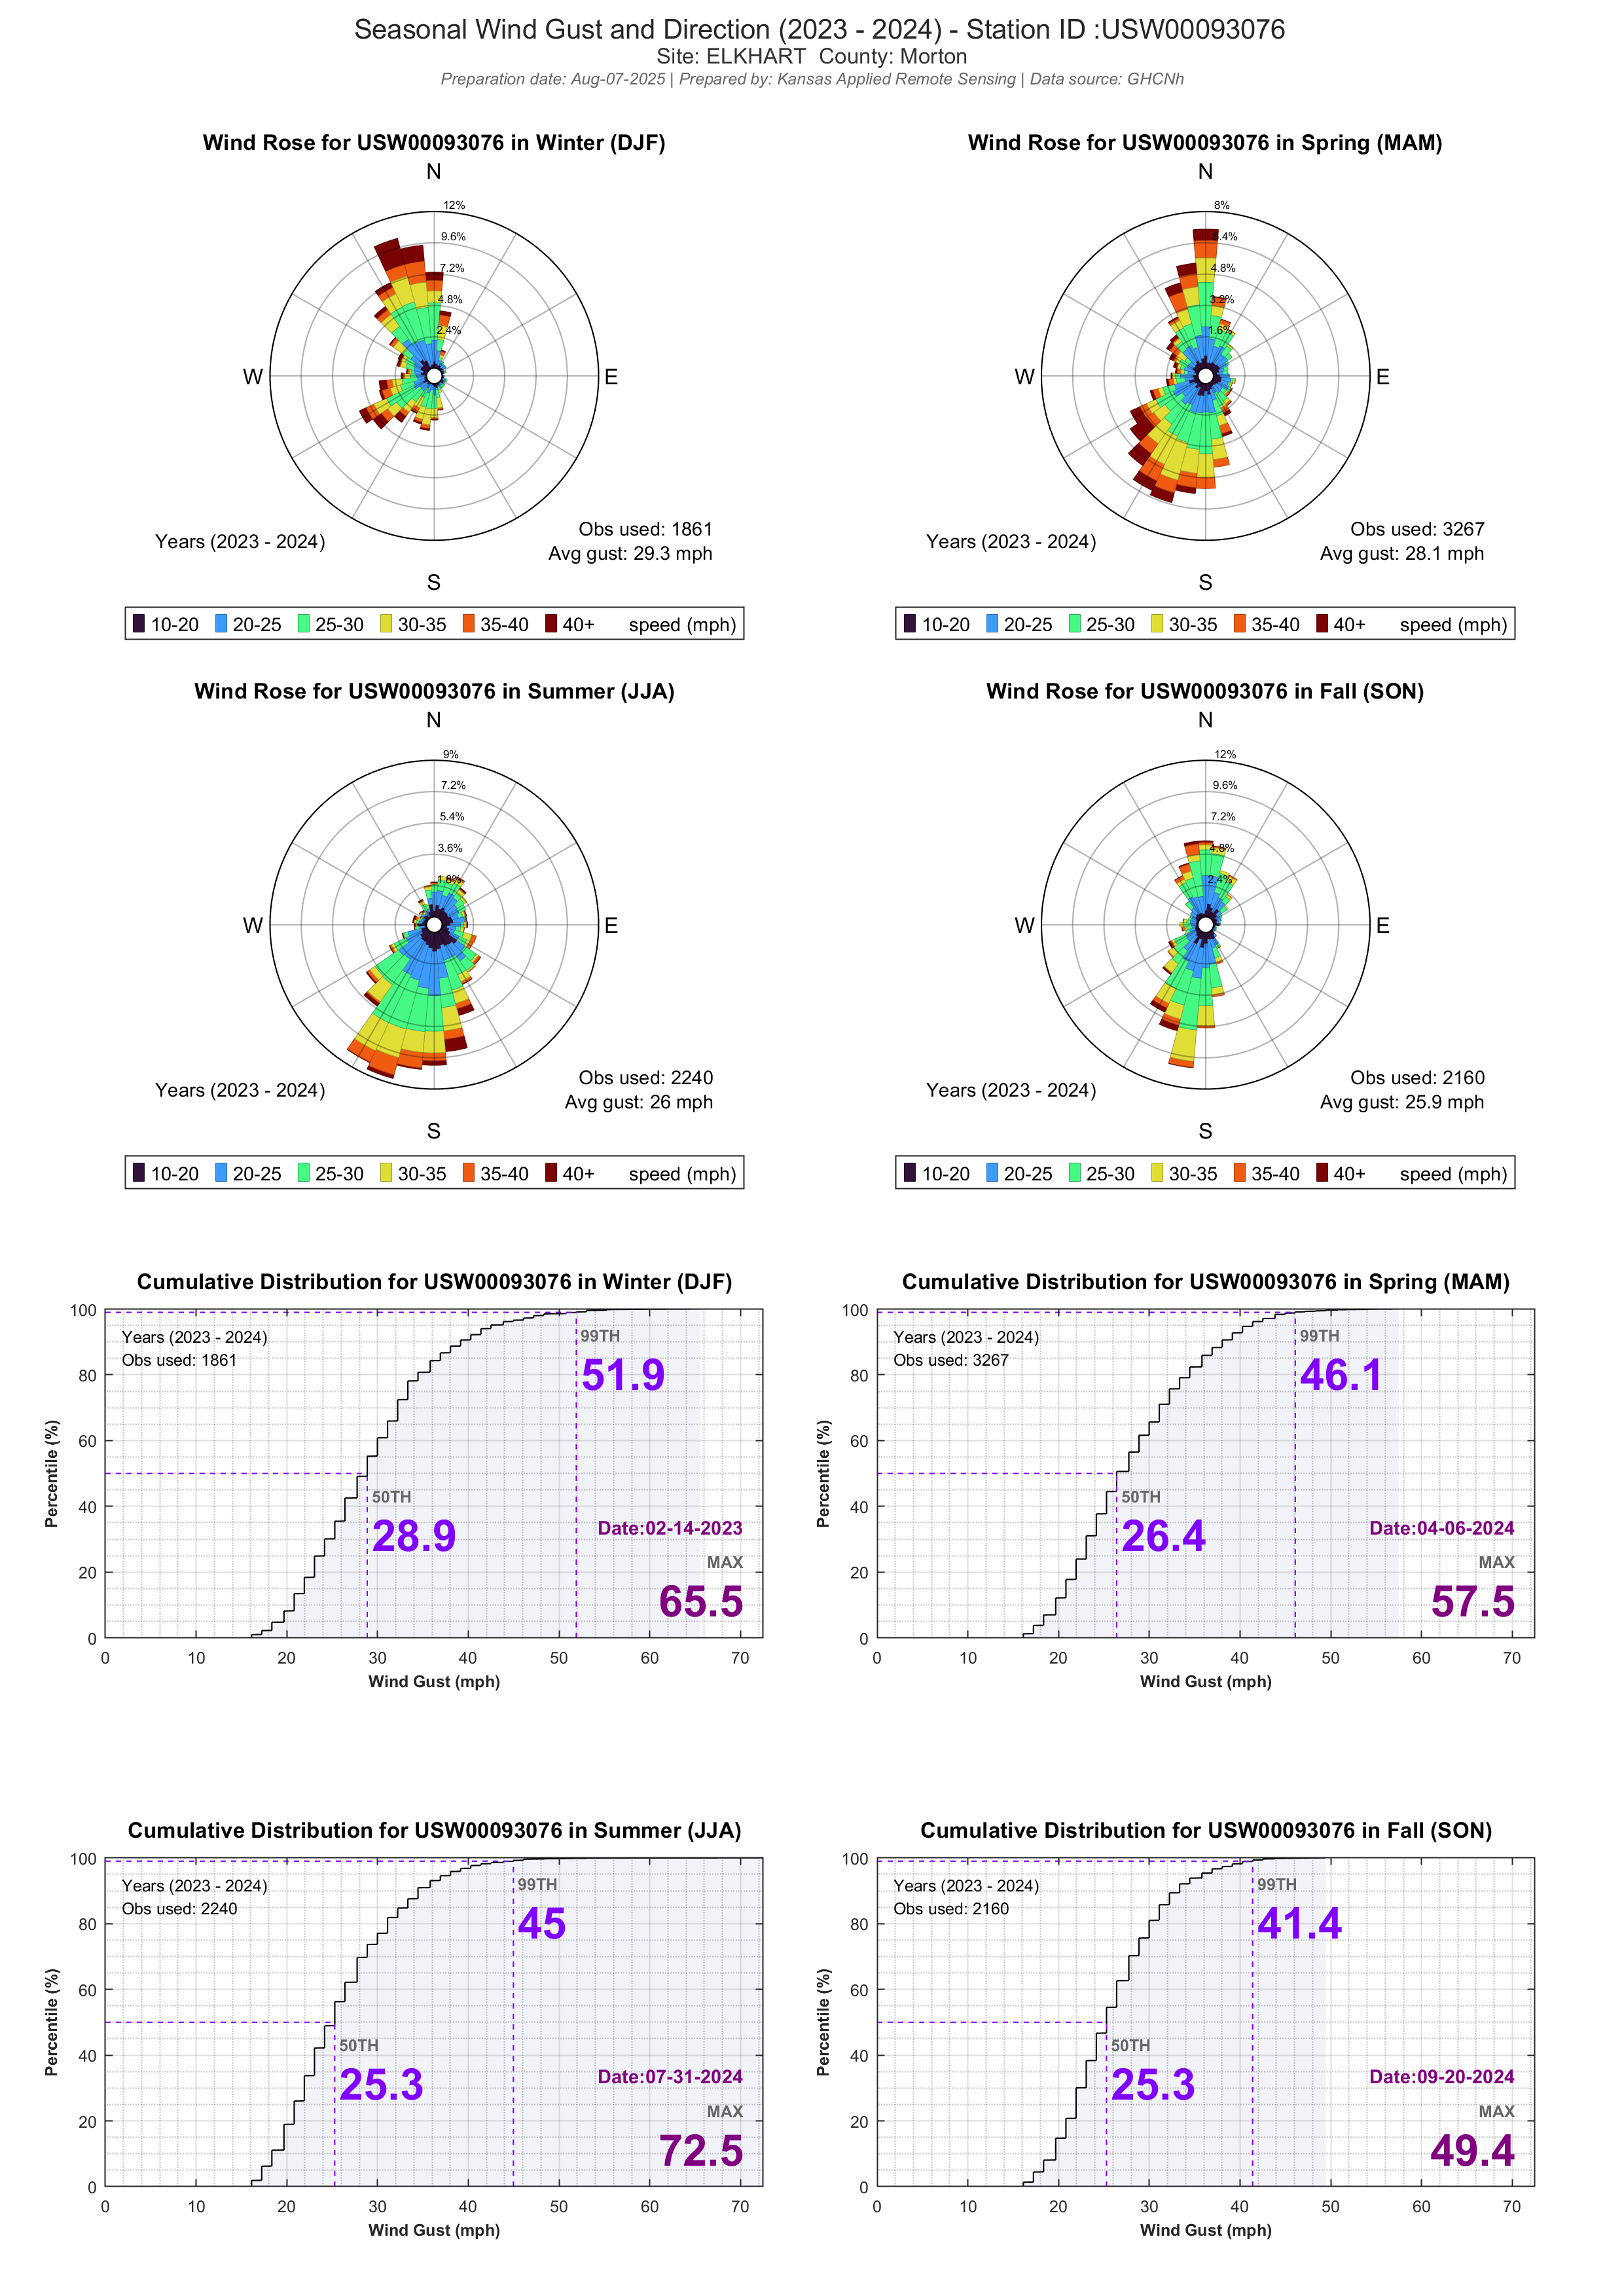 Seasonal Wind Gust and Direction (2023 - 2024) - Station ID :USW00093076
Site: ELKHART  County: Morton
Preparation date: Aug-07-2025 | Prepared by: Kansas Applied Remote Sensing | Data source: GHCNh
Wind Rose for USW00093076 in Winter (DJF)
N
12%
9.6%
7.2%
4.8%
2.4%
W
E
S
Years (2023 - 2024)
Obs used: 1861
Avg gust: 29.3 mph
10-20 20-25 25-30 30-35 35-40 40+ speed (mph)
Wind Rose for USW00093076 in Spring (MAM)
N
8%
6.4%
4.8%
3.2%
1.6%
W
E
S
Years (2023 - 2024)
Obs used: 3267
Avg gust: 28.1 mph
10-20 20-25 25-30 30-35 35-40 40+ speed (mph)
Wind Rose for USW00093076 in Summer (JJA)
N
9%
7.2%
5.4%
3.6%
1.8%
W
E
S
Years (2023 - 2024)
Obs used: 2240
Avg gust: 26 mph
10-20 20-25 25-30 30-35 35-40 40+ speed (mph)
Wind Rose for USW00093076 in Fall (SON)
N
12%
9.6%
7.2%
4.8%
2.4%
W
E
S
Years (2023 - 2024)
Obs used: 2160
Avg gust: 25.9 mph
10-20 20-25 25-30 30-35 35-40 40+ speed (mph)
Cumulative Distribution for USW00093076 in Winter (DJF)
100
80
60
40
20
0
Percentile (%)
Years (2023 - 2024)
Obs used: 1861
99TH
51.9
50TH
28.9
Date:02-14-2023
MAX
65.5
0 10 20 30 40 50 60 70
Wind Gust (mph)
Cumulative Distribution for USW00093076 in Spring (MAM)
100
80
60
40
20
0
Percentile (%)
Years (2023 - 2024)
Obs used: 3267
99TH
46.1
50TH
26.4
Date:04-06-2024
MAX
57.5
0 10 20 30 40 50 60 70
Wind Gust (mph)
Cumulative Distribution for USW00093076 in Summer (JJA)
100
80
60
40
20
0
Percentile (%)
Years (2023 - 2024)
Obs used: 2240
99TH
45
50TH
25.3
Date:07-31-2024
MAX
72.5
0 10 20 30 40 50 60 70
Wind Gust (mph)
Cumulative Distribution for USW00093076 in Fall (SON)
100
80
60
40
20
0
Percentile (%)
Years (2023 - 2024)
Obs used: 2160
99TH
41.4
50TH
25.3
Date:09-20-2024
MAX
49.4
0 10 20 30 40 50 60 70
Wind Gust (mph)